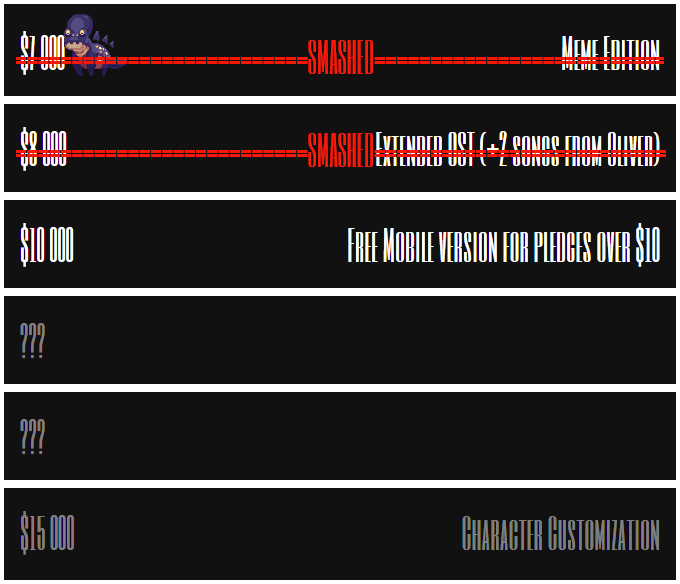 $7 000 SMASHED Meme Edition
$8 000 SMASHED Extended OST (+2 songs from Oliver)
$10 000 Free Mobile version for pledges over $10
???
???
$15 000 Character Customization